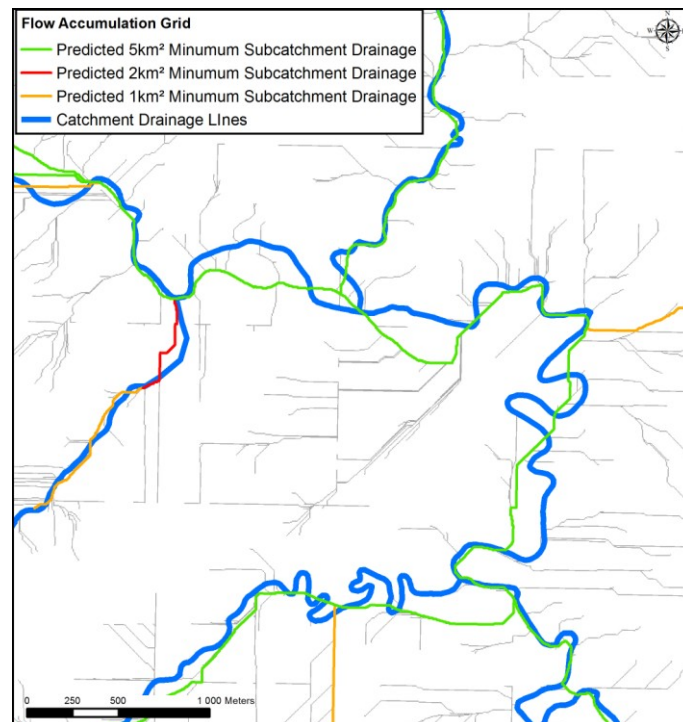 Flow Accumulation Grid
Predicted 5km² Minumum Subcatchment Drainage
Predicted 2km² Minumum Subcatchment Drainage
Predicted 1km² Minumum Subcatchment Drainage
Catchment Drainage LInes
N
W
S
0 250 500 1 000 Meters